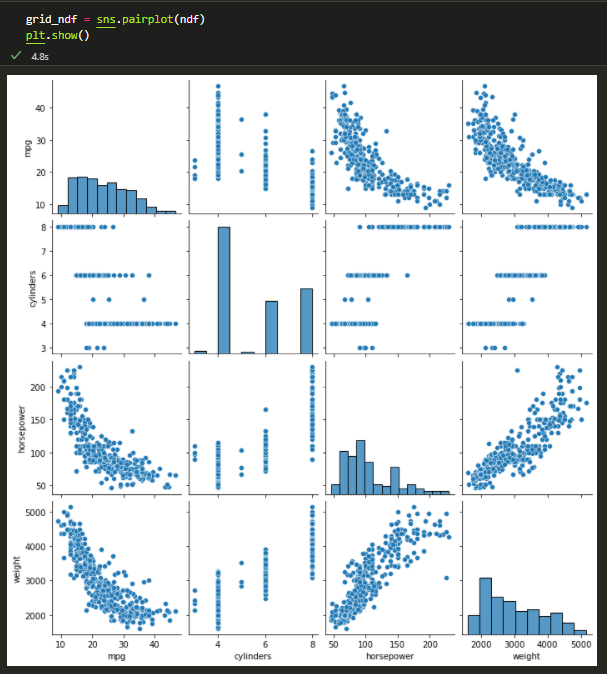 grid_ndf = sns.pairplot(ndf)
plt.show()
4.8s
mpg
40
30
20
10
cylinders
8
7
6
5
4
3
horsepower
200
150
100
50
weight
5000
4000
3000
2000
10 20 30 40
4 6 8
50 100 150 200
2000 3000 4000 5000
mpg cylinders horsepower weight